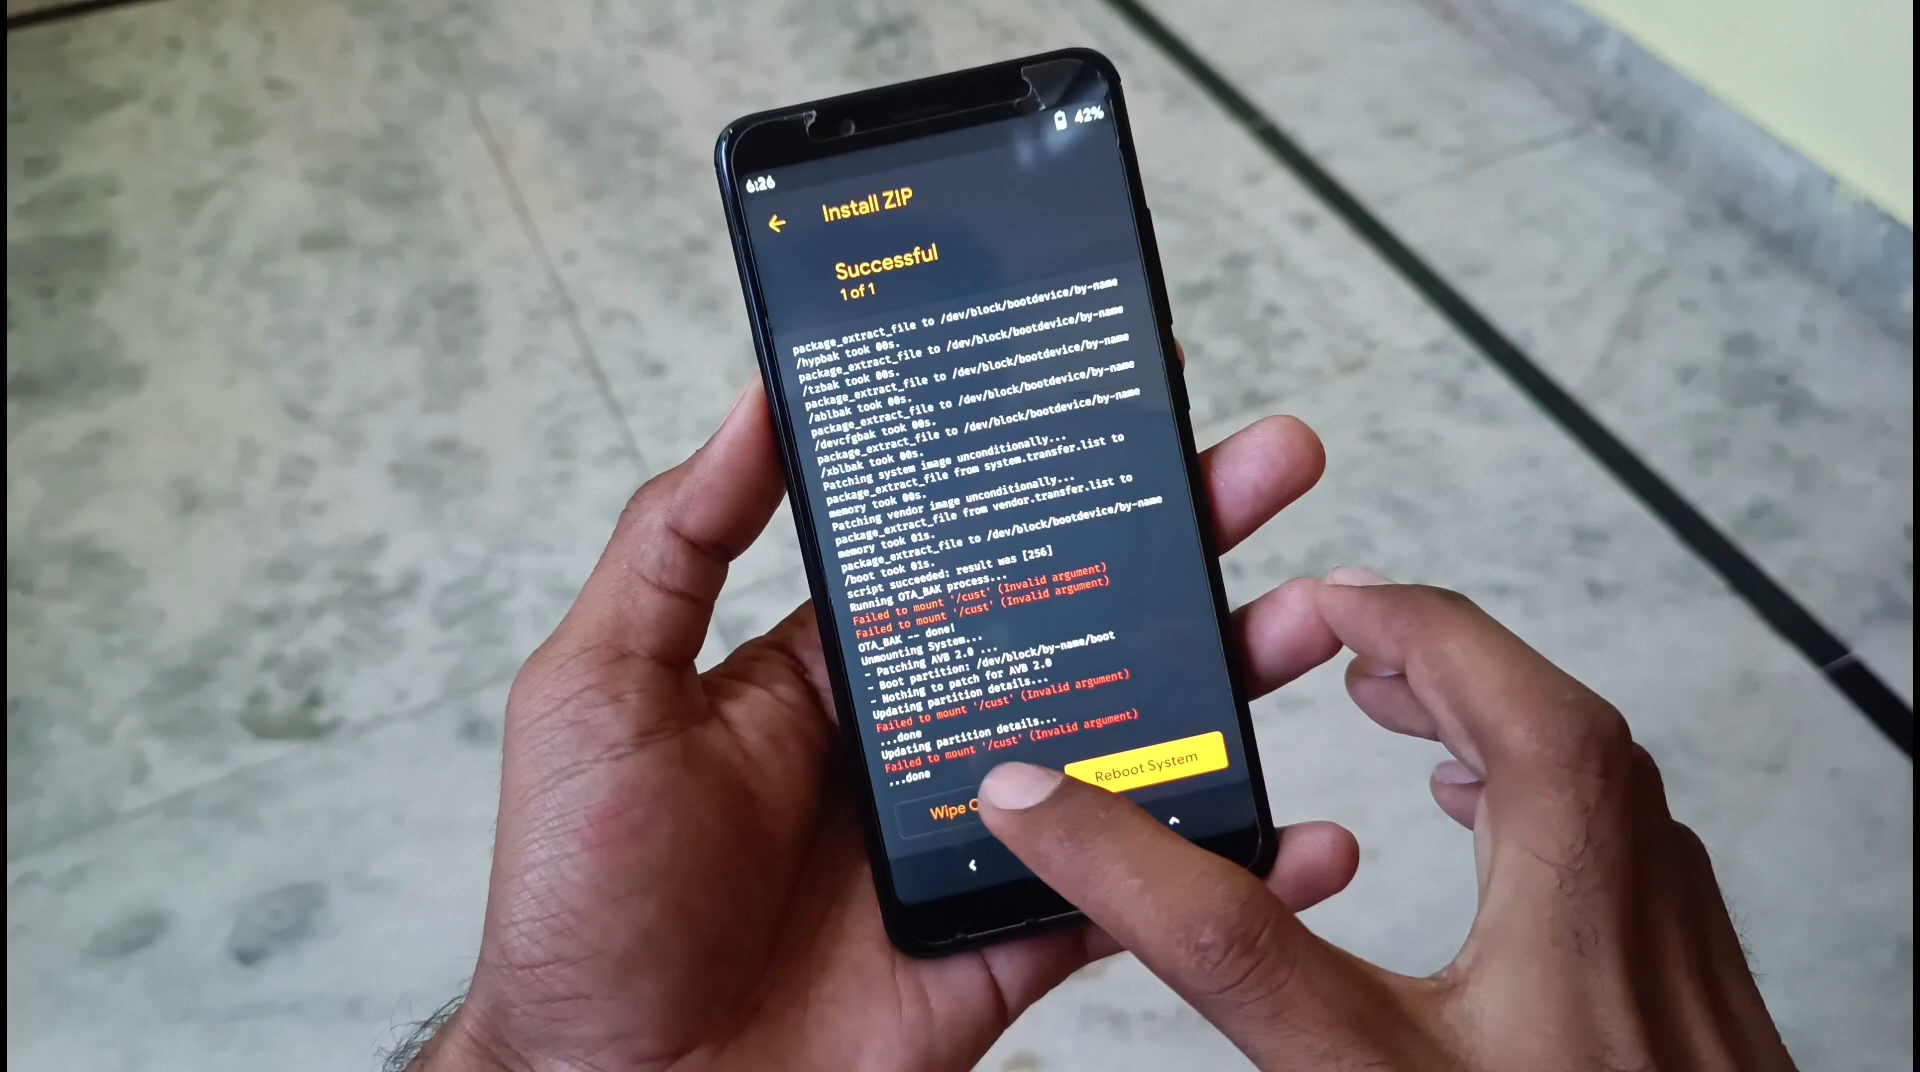 6:26
42%
Install ZIP
Successful
1 of 1
package_extract_file to /dev/block/bootdevice/by-name
/hypbak took 00s.
package_extract_file to /dev/block/bootdevice/by-name
/tzbak took 00s.
package_extract_file to /dev/block/bootdevice/by-name
/ablbak took 00s.
package_extract_file to /dev/block/bootdevice/by-name
/devcfgbak took 00s.
package_extract_file to /dev/block/bootdevice/by-name
/xblbak took 00s.
Patching system image unconditionally...
package_extract_file from system.transfer.list to
memory took 00s.
Patching vendor image unconditionally...
package_extract_file from vendor.transfer.list to
memory took 01s.
package_extract_file to /dev/block/bootdevice/by-name
/boot took 01s.
script succeeded: result was [256]
Running OTA_BAK process...
Failed to mount '/cust' (Invalid argument)
Failed to mount '/cust' (Invalid argument)
OTA_BAK -- done!
Unmounting System...
- Patching AVB 2.0 ...
- Boot partition: /dev/block/by-name/boot
- Nothing to patch for AVB 2.0
Updating partition details...
Failed to mount '/cust' (Invalid argument)
...done
Updating partition details...
Failed to mount '/cust' (Invalid argument)
...done
Wipe
Reboot System